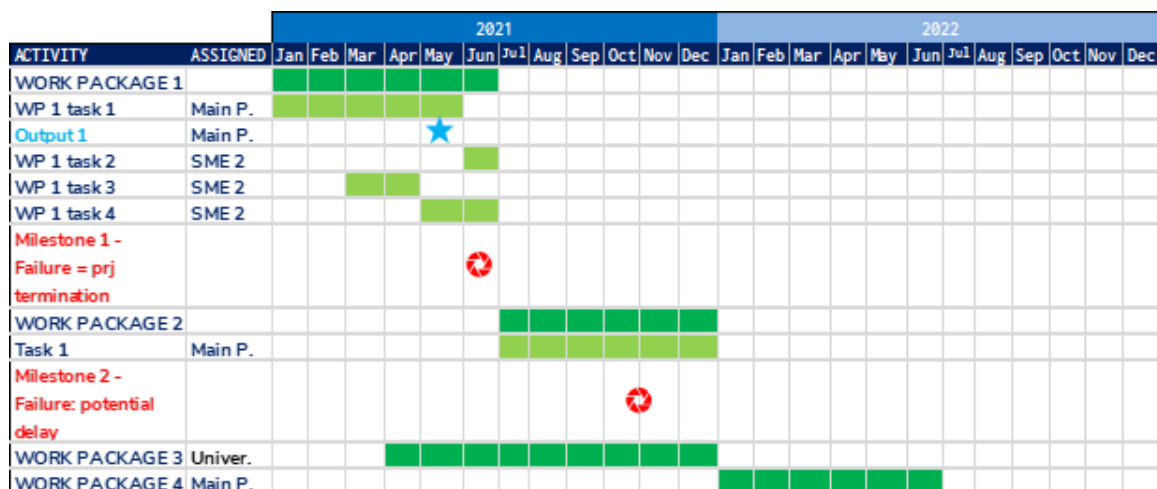 2021 2022
ACTIVITY ASSIGNED Jan Feb Mar Apr May Jun Jul Aug Sep Oct Nov Dec Jan Feb Mar Apr May Jun Jul Aug Sep Oct Nov Dec
WORK PACKAGE 1
WP 1 task 1 Main P.
Output 1 Main P.
WP 1 task 2 SME 2
WP 1 task 3 SME 2
WP 1 task 4 SME 2
Milestone 1 -
Failure = prj
termination
WORK PACKAGE 2
Task 1 Main P.
Milestone 2 -
Failure: potential
delay
WORK PACKAGE 3 Univer.
WORK PACKAGE 4 Main P.